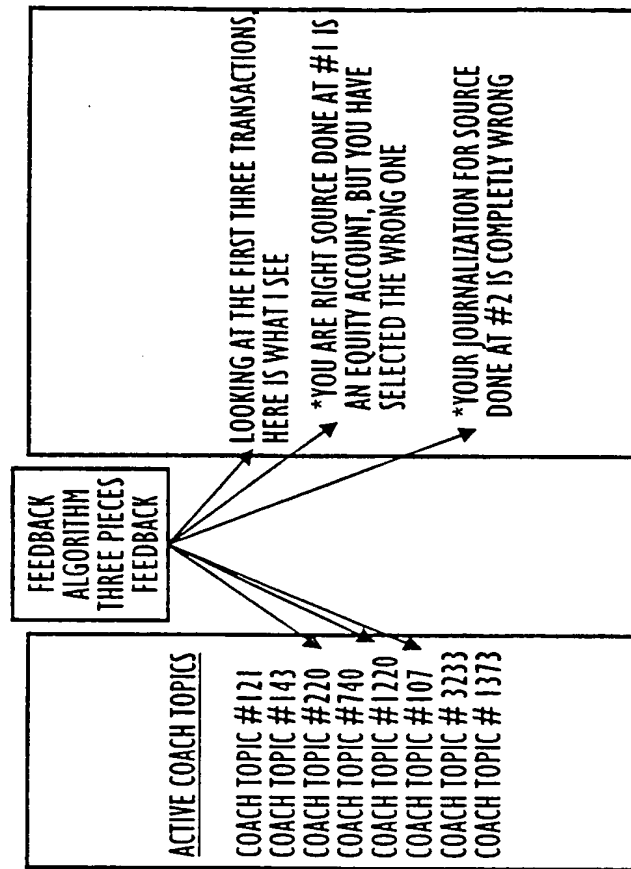 ACTIVE COACH TOPICS
COACH TOPIC #121
COACH TOPIC #143
COACH TOPIC #220
COACH TOPIC #740
COACH TOPIC #1220
COACH TOPIC #107
COACH TOPIC # 3233
COACH TOPIC # 1373
FEEDBACK
ALGORITHM
THREE PIECES
FEEDBACK
LOOKING AT THE FIRST THREE TRANSACTIONS,
HERE IS WHAT I SEE
*YOU ARE RIGHT SOURCE DONE AT #1 IS
AN EQUITY ACCOUNT, BUT YOU HAVE
SELECTED THE WRONG ONE
*YOUR JOURNALIZATION FOR SOURCE
DONE AT #2 IS COMPLETLY WRONG